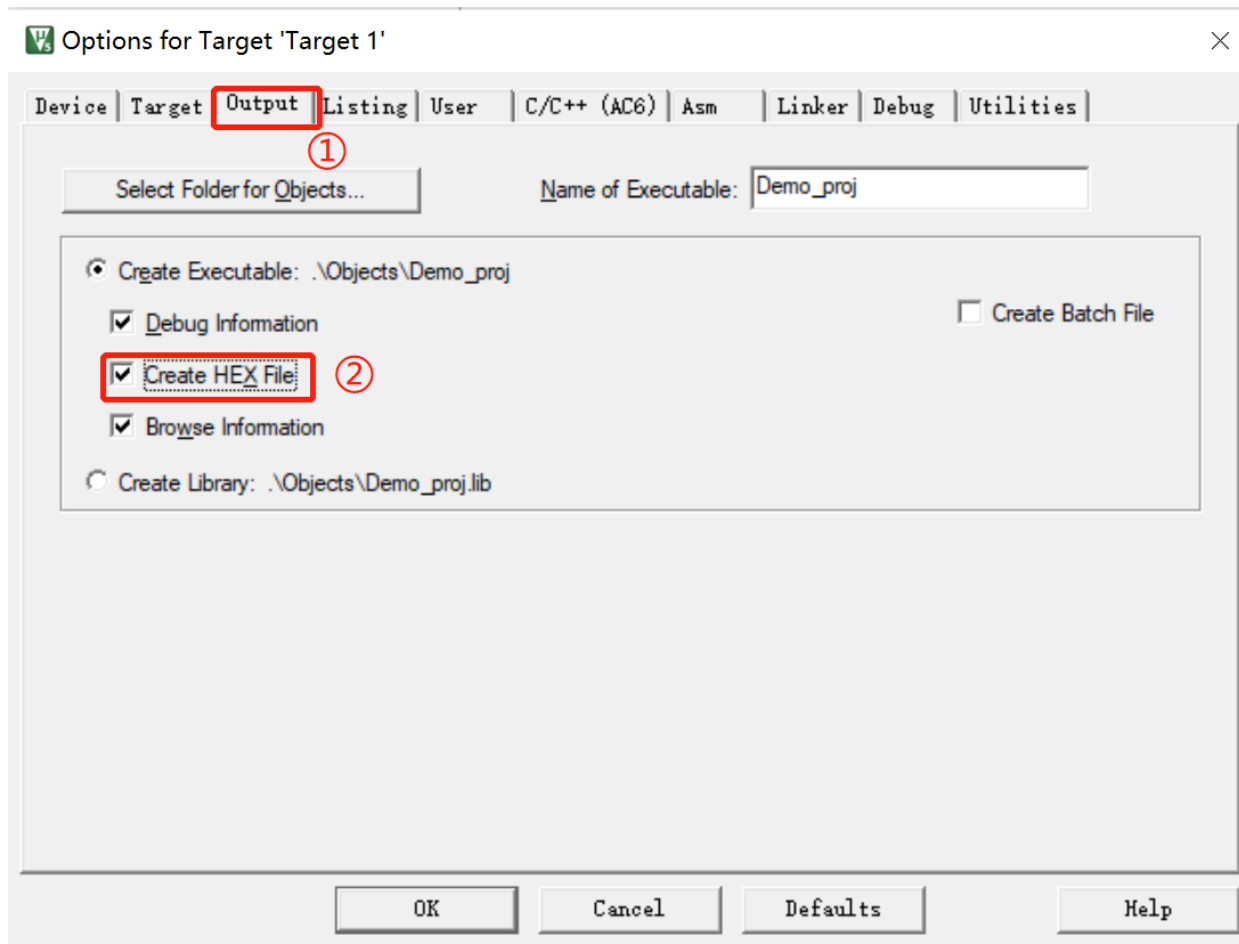 Options for Target 'Target 1'
Device Target Output Listing User C/C++ (AC6) Asm Linker Debug Utilities
①
Select Folder for Objects... Name of Executable: Demo_proj
Create Executable: .\Objects\Demo_proj
Debug Information Create Batch File
Create HEX File ②
Browse Information
Create Library: .\Objects\Demo_proj.lib
OK Cancel Defaults Help